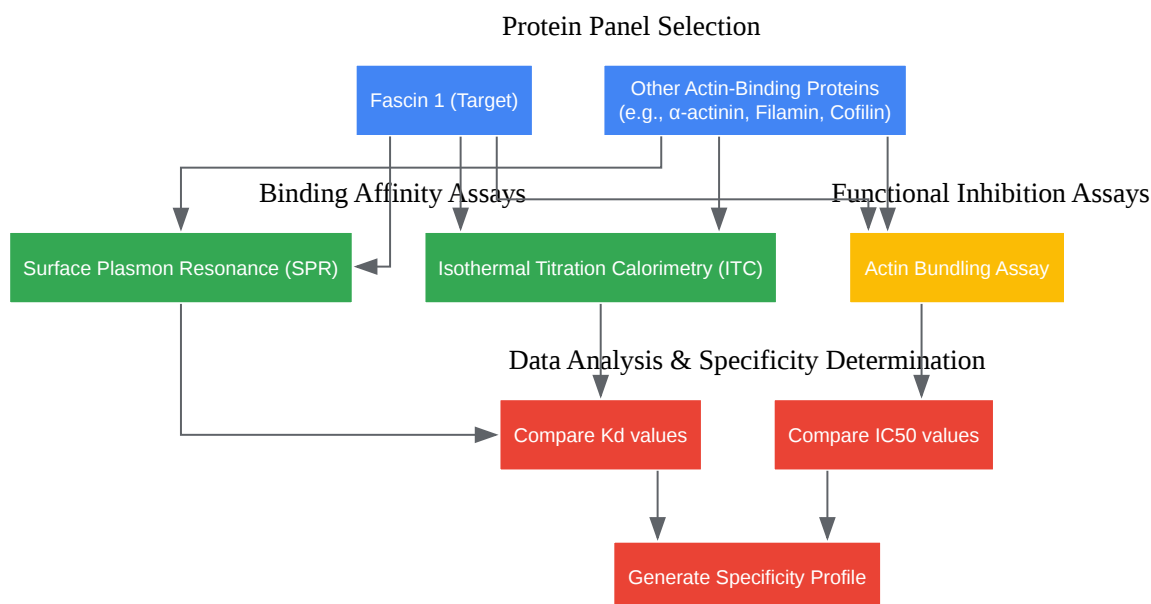 Protein Panel Selection
Fascin 1 (Target)
Other Actin-Binding Proteins
(e.g., α-actinin, Filamin, Cofilin)
Binding Affinity Assays
Functional Inhibition Assays
Surface Plasmon Resonance (SPR)
Isothermal Titration Calorimetry (ITC)
Actin Bundling Assay
Data Analysis & Specificity Determination
Compare Kd values
Compare IC50 values
Generate Specificity Profile